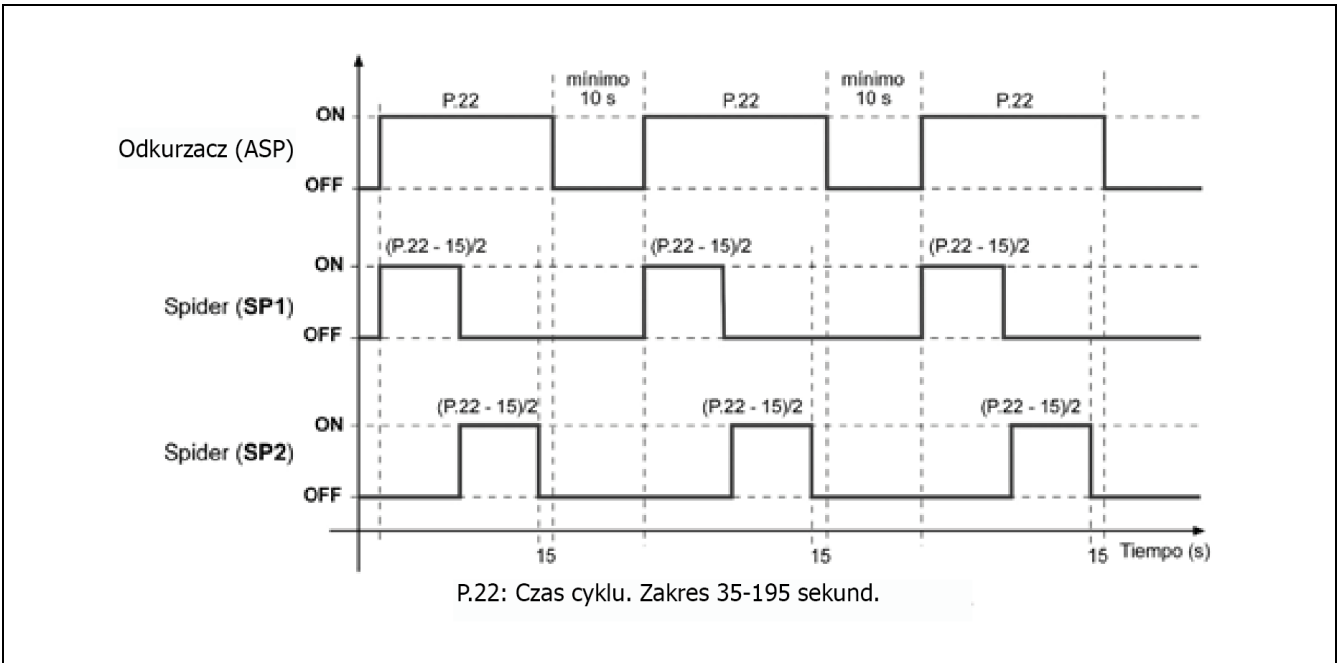 mínimo
10 s
mínimo
10 s
P.22
P.22
P.22
ON
Odkurzacz (ASP)
OFF
(P.22 - 15)/2
(P.22 - 15)/2
(P.22 - 15)/2
ON
Spider (SP1)
OFF
(P.22 - 15)/2
(P.22 - 15)/2
(P.22 - 15)/2
ON
Spider (SP2)
OFF
15
15
15
Tiempo (s)
P.22: Czas cyklu. Zakres 35-195 sekund.